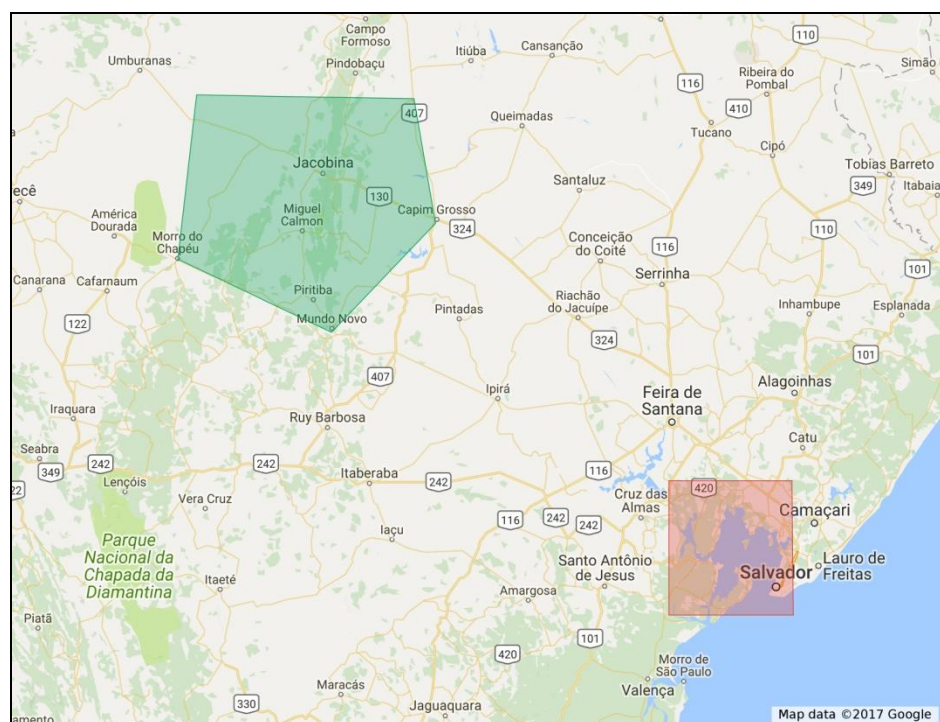 Campo
Formoso
Umburanas
Pindobaçu
Itiúba
Cansanção
110
Simão
116
Ribeira do
Pombal
407
Queimadas
410
Tucano
Cipó
Jacobina
Tobias Barreto
ecê
130
Santaluz
349
Itabaia
América
Dourada
Miguel
Calmon
Capim Grosso
324
Morro do
Chapéu
Conceição
do Coité
116
110
Serrinha
101
Canarana
Cafarnaum
Piritiba
Mundo Novo
Pintadas
Riachão
do Jacuípe
Inhambupe
Esplanada
122
324
101
407
Ipirá
Feira de
Santana
Alagoinhas
Iraquara
Ruy Barbosa
Catu
Seabra
349
242
242
Itaberaba
242
116
420
22
Lençóis
Vera Cruz
Cruz das
Almas
Camaçari
116
242
242
Iaçu
Parque
Nacional da
Chapada da
Diamantina
Santo Antônio
de Jesus
Salvador
Lauro de
Freitas
Itaeté
Amargosa
Piatã
101
420
Morro de
São Paulo
Maracás
Valença
330
Jaguaquara
amento
Map data ©2017 Google